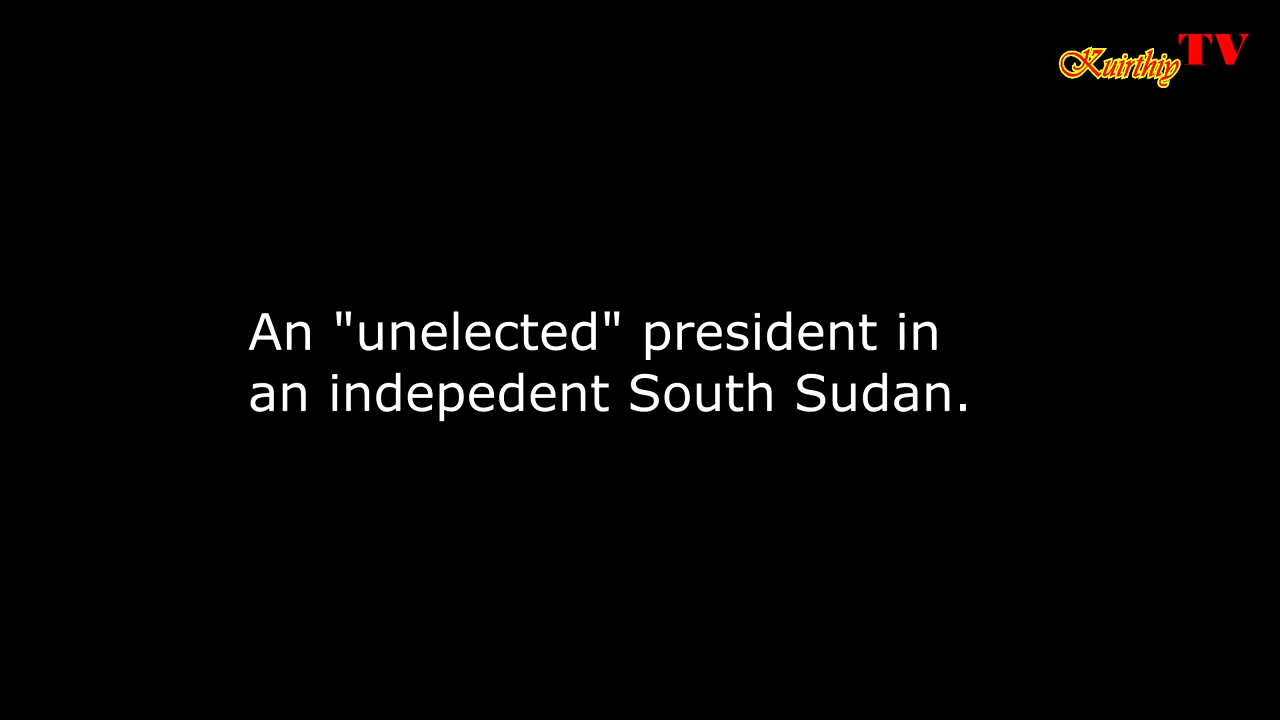 Kuirthiy TV
An "unelected" president in
an indepedent South Sudan.